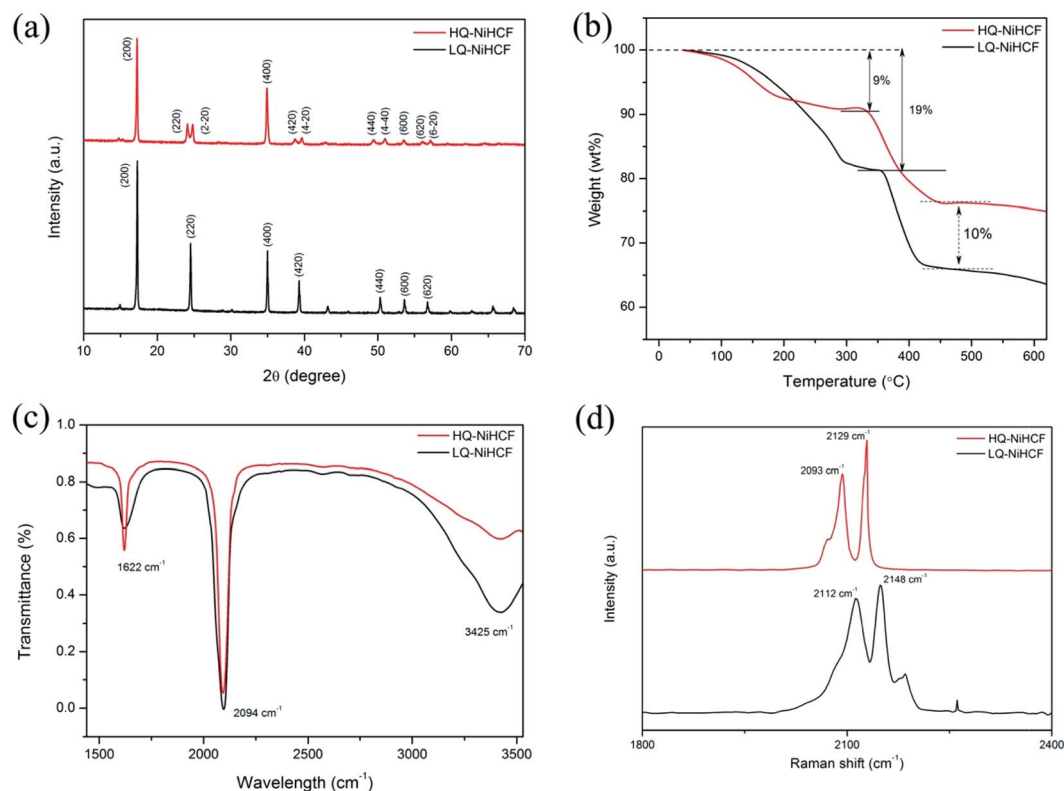 (a)
HQ-NiHCF
LQ-NiHCF
(200)
(220)
(2-20)
(400)
(420)
(4-20)
(440)
(4-40)
(600)
(620)
(6-20)
(200)
(220)
(400)
(420)
(440)
(600)
(620)
Intensity (a.u.)
10 20 30 40 50 60 70
2θ (degree)
(b)
HQ-NiHCF
LQ-NiHCF
9%
19%
10%
100
90
80
70
60
Weight (wt%)
0 100 200 300 400 500 600
Temperature (°C)
(c)
HQ-NiHCF
LQ-NiHCF
1.0
0.8
0.6
0.4
0.2
0.0
Transmittance (%)
1622 cm⁻¹
2094 cm⁻¹
3425 cm⁻¹
1500 2000 2500 3000 3500
Wavelength (cm⁻¹)
(d)
HQ-NiHCF
LQ-NiHCF
2129 cm⁻¹
2093 cm⁻¹
2148 cm⁻¹
2112 cm⁻¹
Intensity (a.u.)
1800 2100 2400
Raman shift (cm⁻¹)